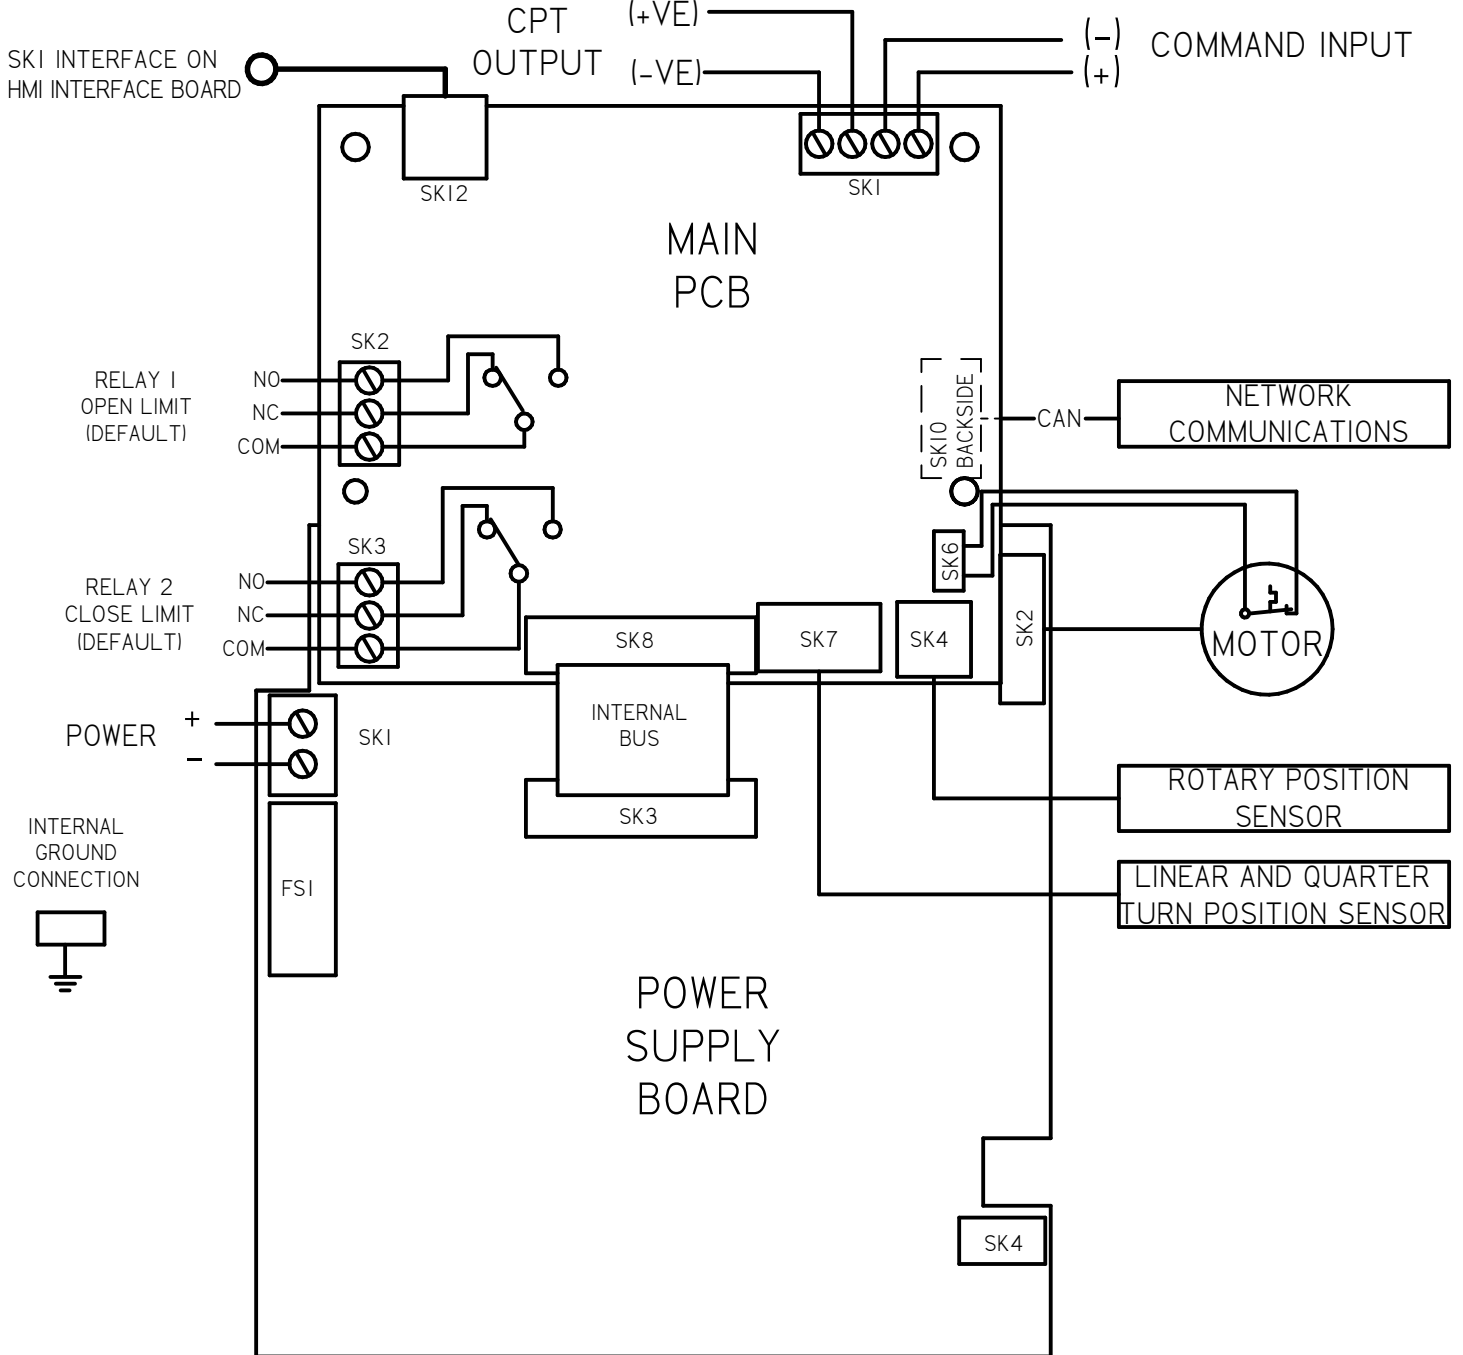 CPT
OUTPUT
(+VE)
(-VE)
(-)
(+)
COMMAND INPUT
SK1 INTERFACE ON
HMI INTERFACE BOARD
SK12
SK1
MAIN
PCB
SK2
RELAY 1
OPEN LIMIT
(DEFAULT)
NO
NC
COM
SK10
BACKSIDE
CAN
NETWORK
COMMUNICATIONS
SK3
RELAY 2
CLOSE LIMIT
(DEFAULT)
NO
NC
COM
SK6
SK2
MOTOR
SK8
SK7
SK4
INTERNAL
BUS
SK3
POWER
+
-
SK1
ROTARY POSITION
SENSOR
INTERNAL
GROUND
CONNECTION
FS1
LINEAR AND QUARTER
TURN POSITION SENSOR
POWER
SUPPLY
BOARD
SK4